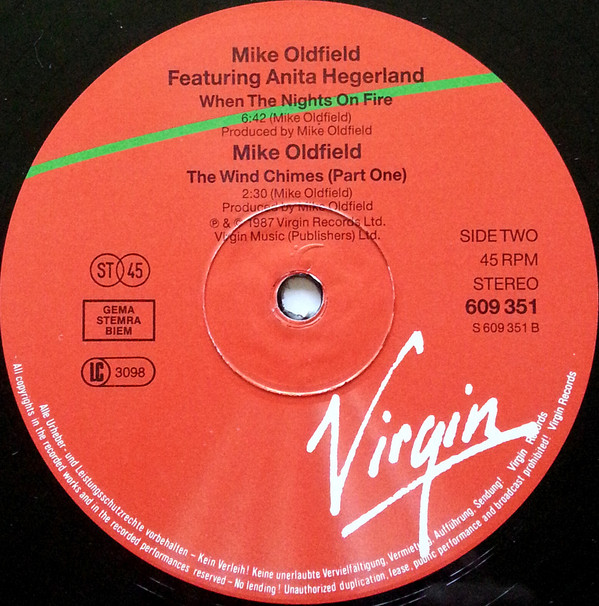 Mike Oldfield
Featuring Anita Hegerland
When The Nights On Fire
6:42 (Mike Oldfield)
Produced by Mike Oldfield
Mike Oldfield
The Wind Chimes (Part One)
2:30 (Mike Oldfield)
Produced by Mike Oldfield
℗ & © 1987 Virgin Records Ltd.
Virgin Music (Publishers) Ltd.
SIDE TWO
45 RPM
STEREO
609 351
S 609 351 B
ST 45
GEMA
STEMRA
BIEM
LC 3098
Virgin
Alle Urheber- und Leistungsschutzrechte vorbehalten – Kein Verleih! Keine unerlaubte Vervielfältigung, Vermietung, Aufführung, Sendung! Virgin Records
All copyrights in the recorded works and in the recorded performances reserved – No lending! Unauthorized duplication, lease, public performance and broadcast prohibited! Virgin Records